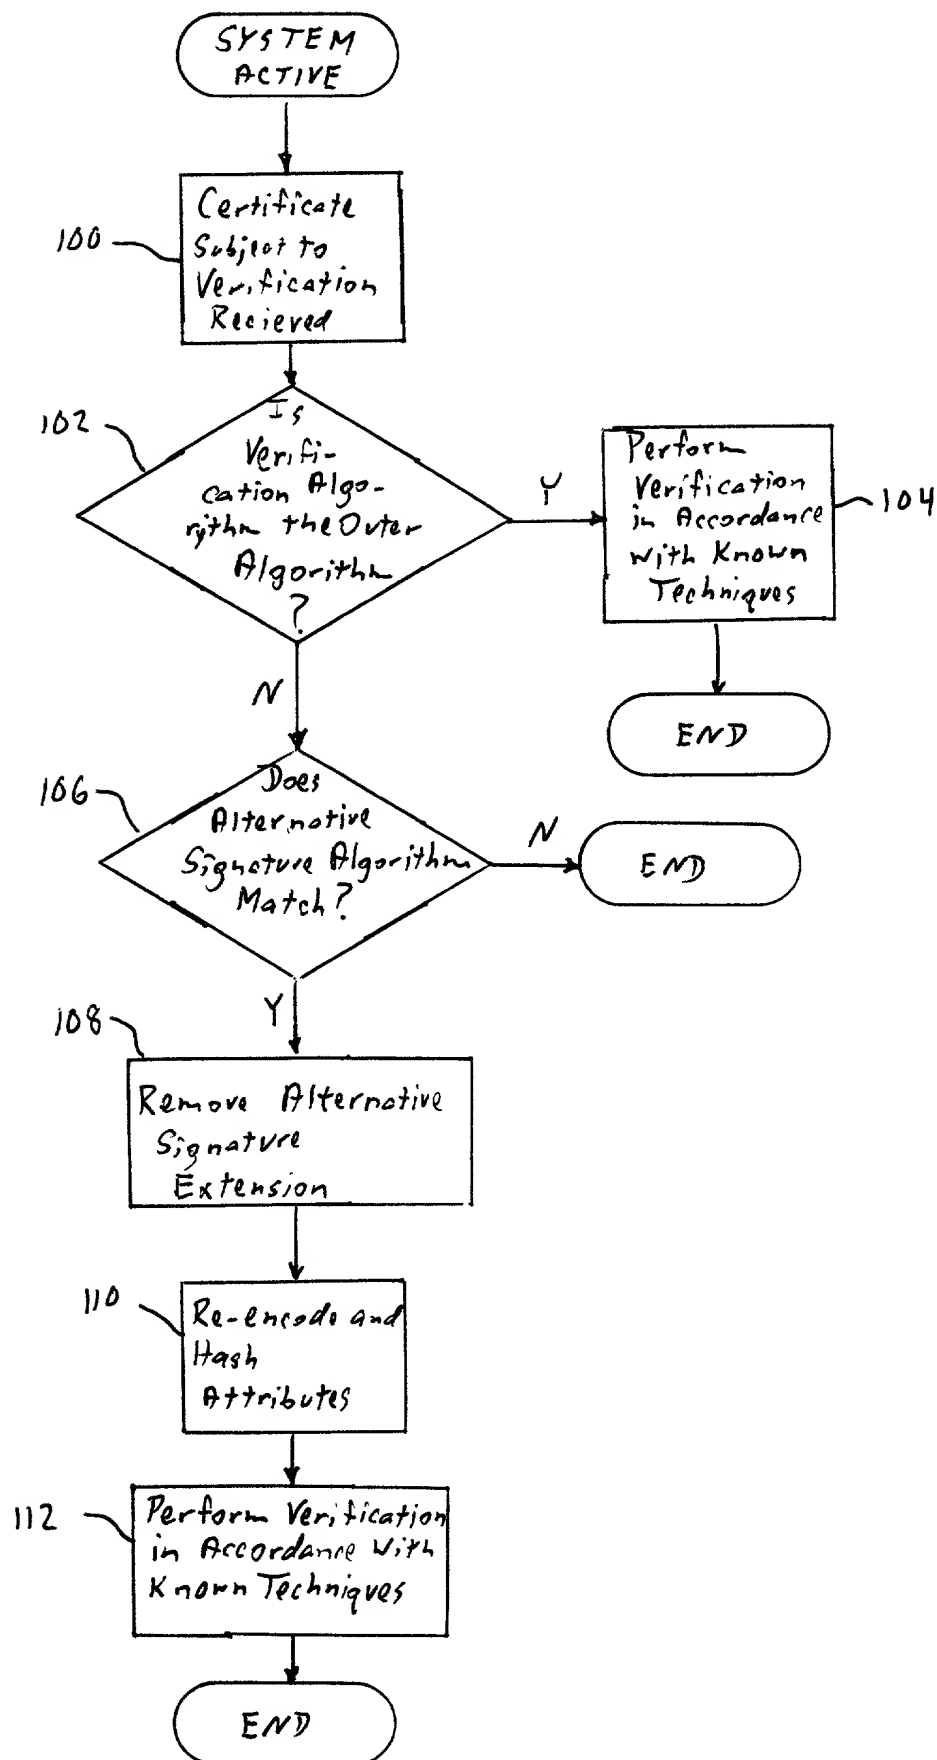 SYSTEM
ACTIVE
100
Certificate
Subject to
Verification
Recieved
102
Is
Verifi-
cation Algo-
rythm the Outer
Algorithm
?
Y
Perform
Verification
in Accordance
with Known
Techniques
104
END
N
106
Does
Alternative
Signature Algorithm
Match?
N
END
Y
108
Remove Alternative
Signature
Extension
110
Re-encode and
Hash
Attributes
112
Perform Verification
in Accordance with
Known Techniques
END